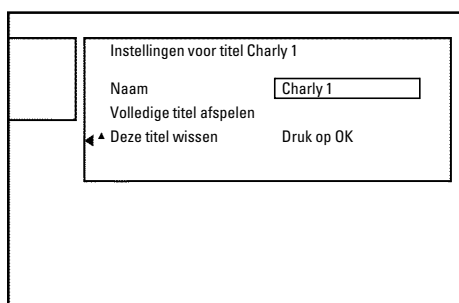 Instellingen voor titel Charly 1
Naam Charly 1
Volledige titel afspelen
Deze titel wissen Druk op OK